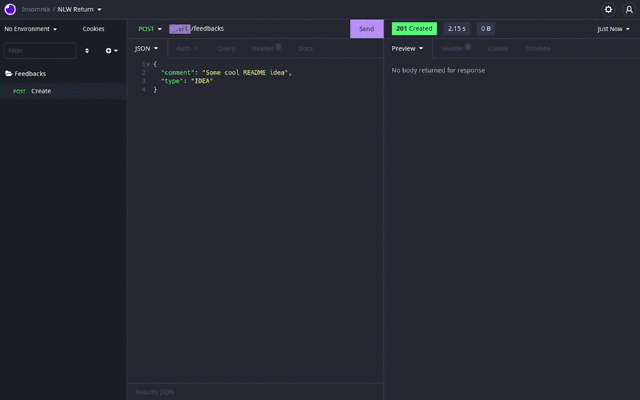 Insomnia / NLW Return
No Environment
Cookies
POST _.url/feedbacks
Send
201 Created
2.15 s
0 B
Just Now
Filter
JSON
Auth
Query
Header
Docs
Preview
Header
Cookie
Timeline
Feedbacks
POST Create
1 {
2 "comment": "Some cool README idea",
3 "type": "IDEA"
4 }
No body returned for response
Beautify JSON